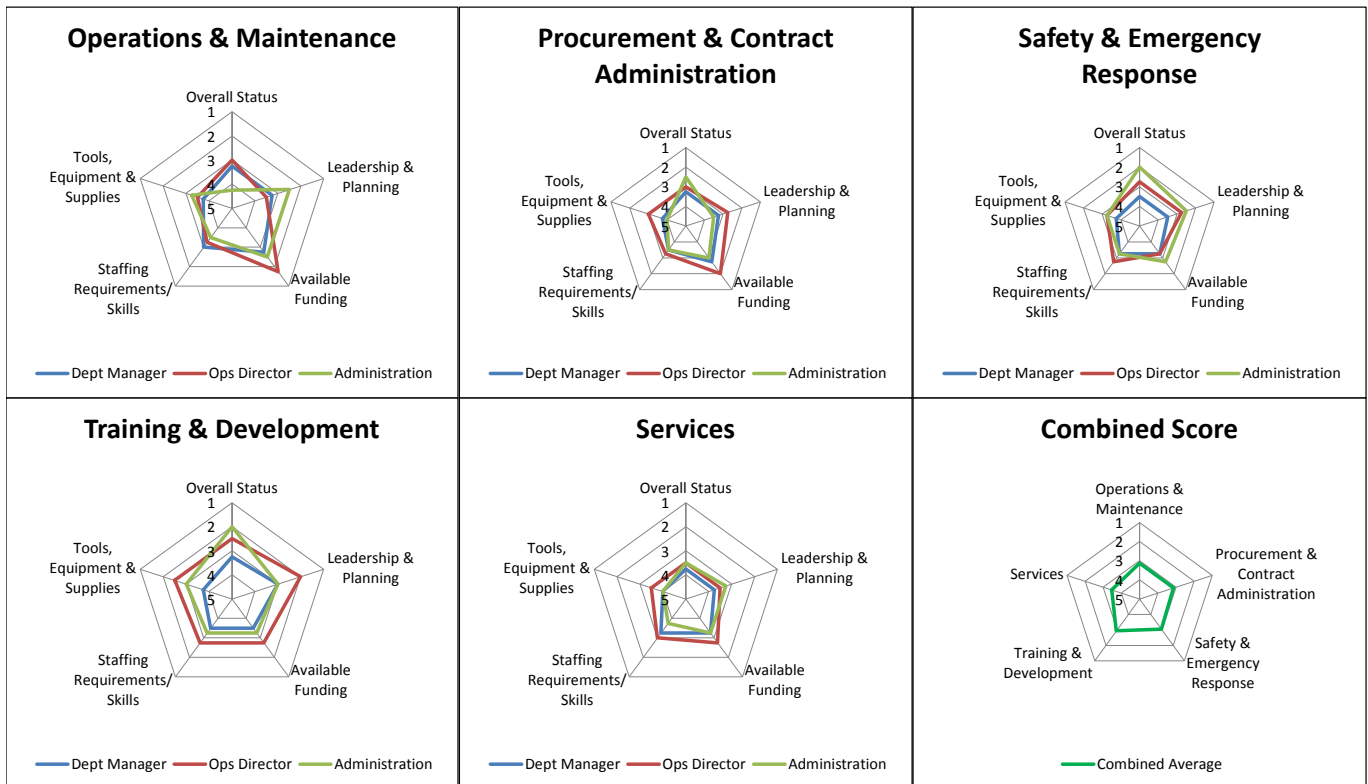 Operations & Maintenance
Overall Status
1
2
3
4
5
Leadership &
Planning
Available
Funding
Staffing
Requirements/
Skills
Tools,
Equipment &
Supplies
Dept Manager Ops Director Administration
Procurement & Contract
Administration
Overall Status
1
2
3
4
5
Leadership &
Planning
Available
Funding
Staffing
Requirements/
Skills
Tools,
Equipment &
Supplies
Dept Manager Ops Director Administration
Safety & Emergency
Response
Overall Status
1
2
3
4
5
Leadership &
Planning
Available
Funding
Staffing
Requirements/
Skills
Tools,
Equipment &
Supplies
Dept Manager Ops Director Administration
Training & Development
Overall Status
1
2
3
4
5
Leadership &
Planning
Available
Funding
Staffing
Requirements/
Skills
Tools,
Equipment &
Supplies
Dept Manager Ops Director Administration
Services
Overall Status
1
2
3
4
5
Leadership &
Planning
Available
Funding
Staffing
Requirements/
Skills
Tools,
Equipment &
Supplies
Dept Manager Ops Director Administration
Combined Score
Operations &
Maintenance
1
2
3
4
5
Procurement &
Contract
Administration
Safety &
Emergency
Response
Training &
Development
Services
Combined Average